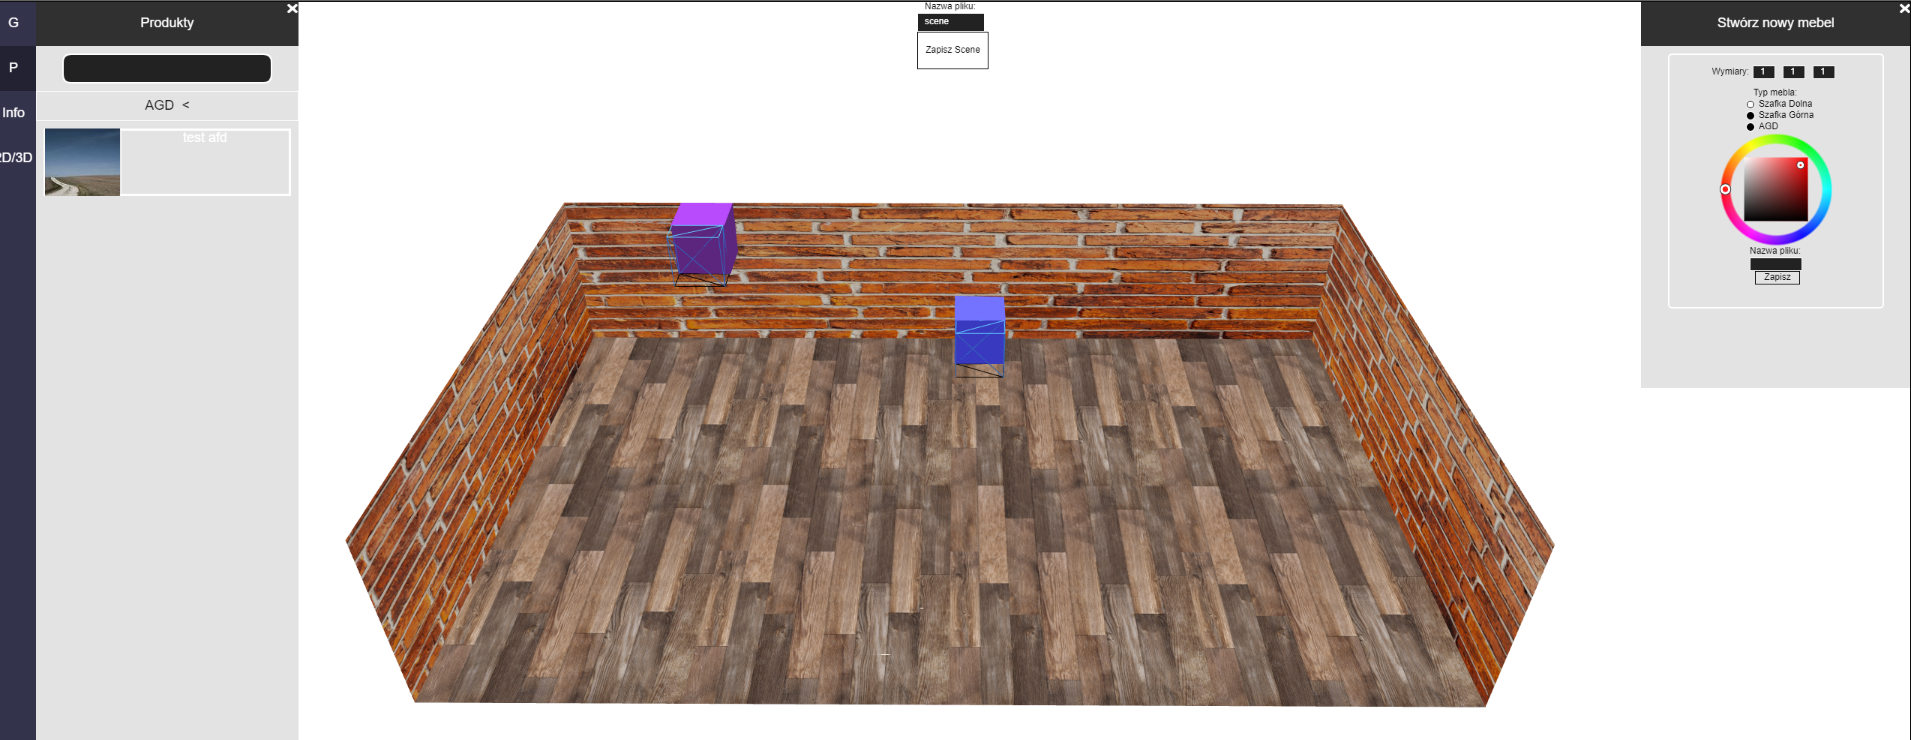 G
P
Info
2D/3D
Produkty
AGD <
test afd
Nazwa pliku:
scene
Zapisz Scene
Stwórz nowy mebel
Wymiary: 1 1 1
Typ mebla:
Szafka Dolna
Szafka Górna
AGD
Nazwa pliku:
Zapisz